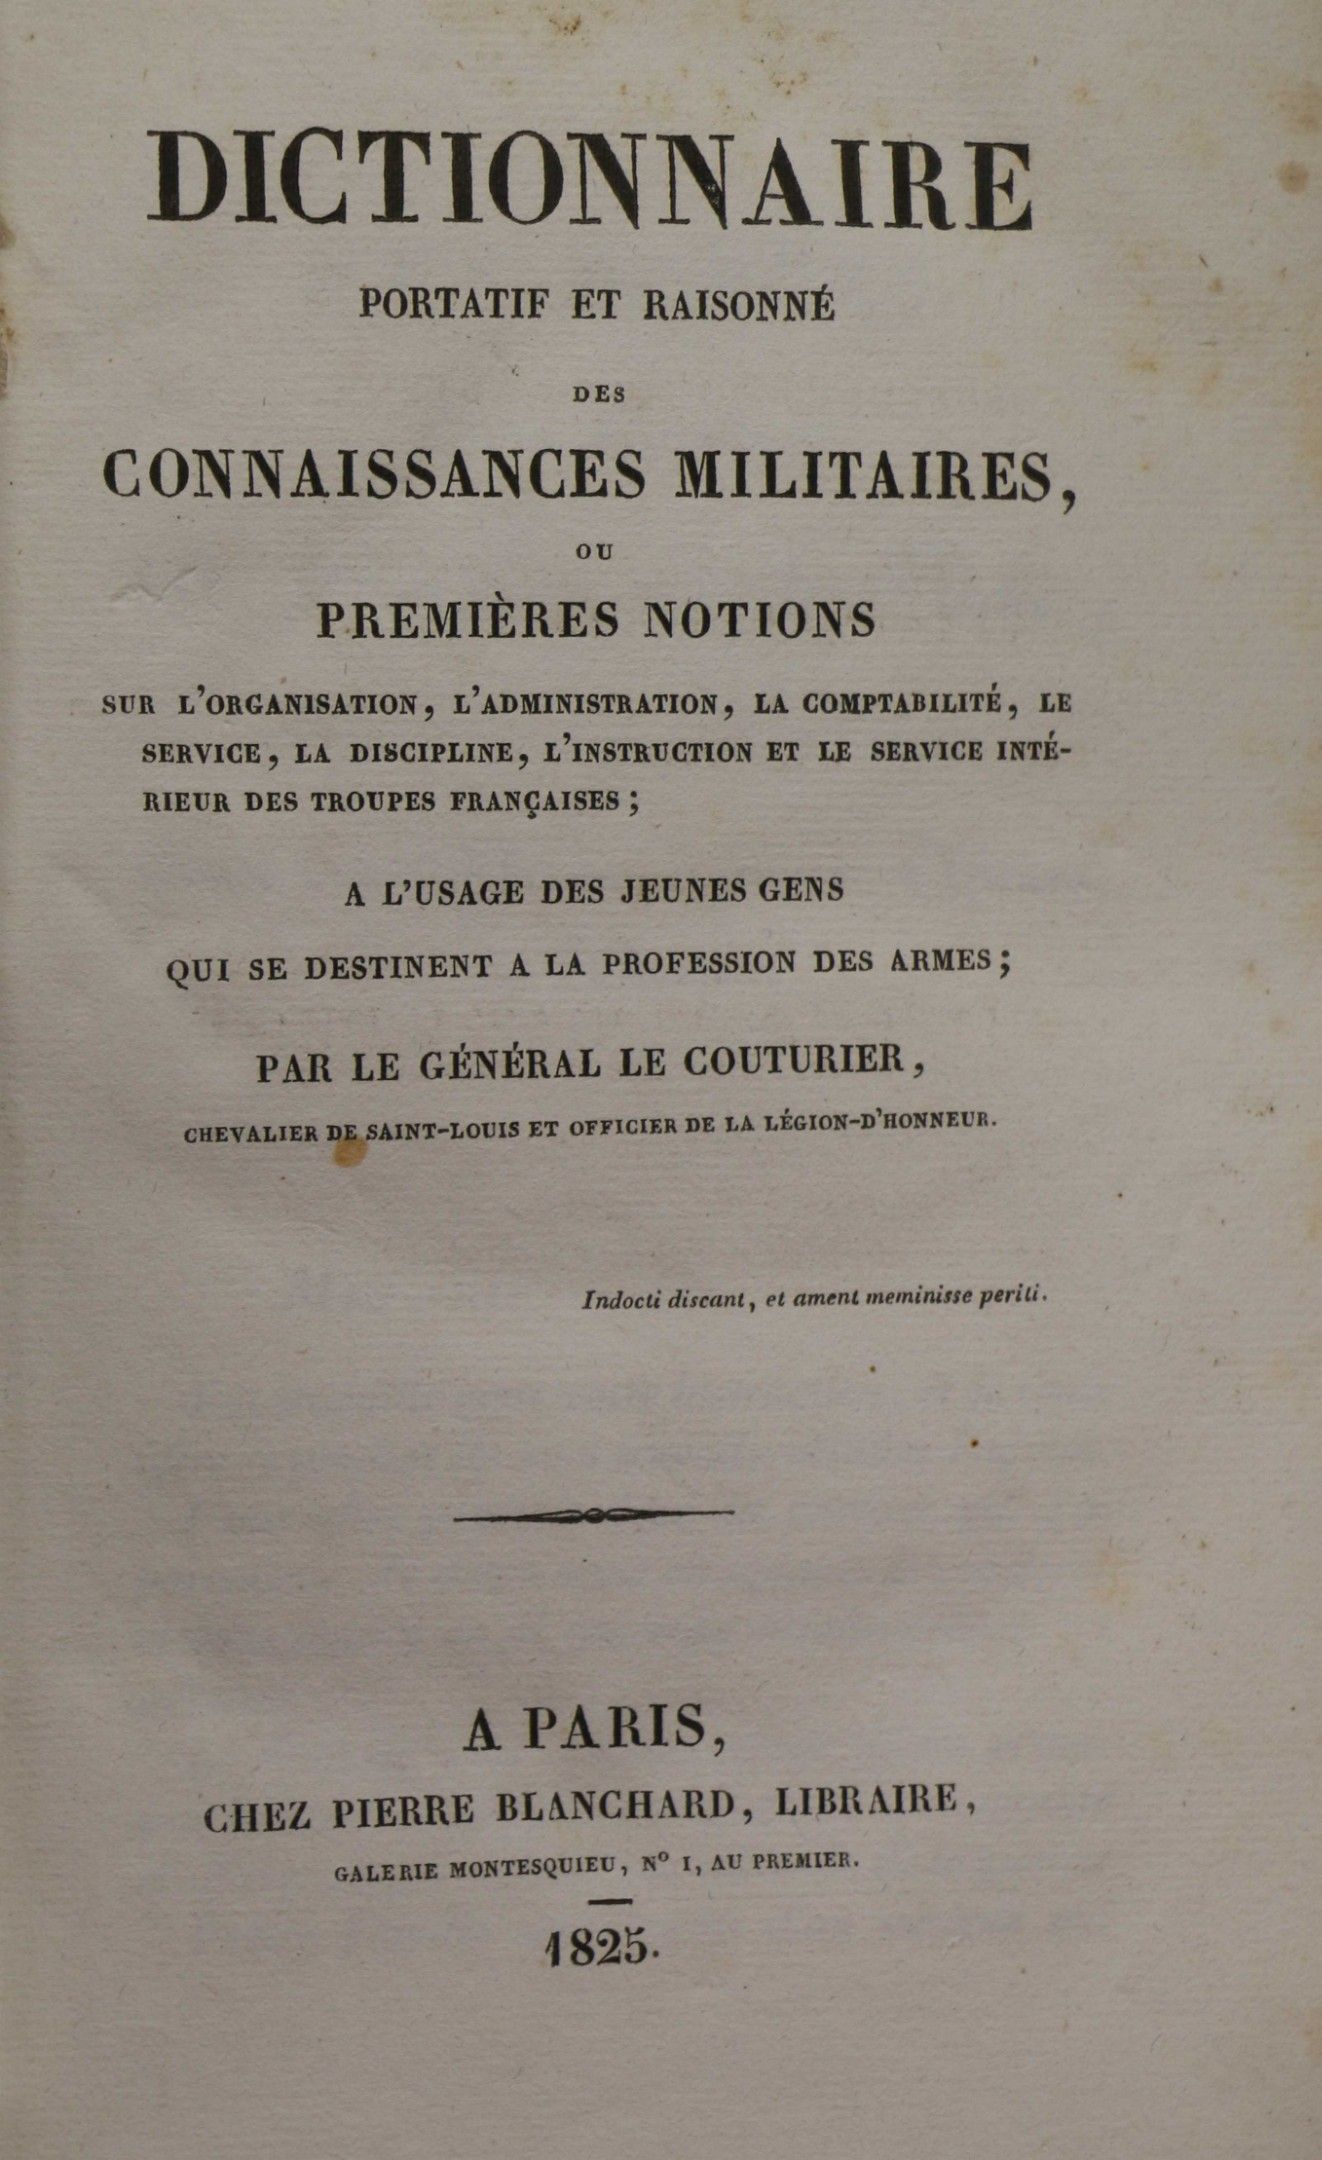 DICTIONNAIRE
PORTATIF ET RAISONNÉ
DES
CONNAISSANCES MILITAIRES,
OU
PREMIÈRES NOTIONS
SUR L'ORGANISATION, L'ADMINISTRATION, LA COMPTABILITÉ, LE
SERVICE, LA DISCIPLINE, L'INSTRUCTION ET LE SERVICE INTÉ-
RIEUR DES TROUPES FRANÇAISES;
A L'USAGE DES JEUNES GENS
QUI SE DESTINENT A LA PROFESSION DES ARMES;
PAR LE GÉNÉRAL LE COUTURIER,
CHEVALIER DE SAINT-LOUIS ET OFFICIER DE LA LÉGION-D'HONNEUR.
Indocti discant, et ament meminisse periti.
A PARIS,
CHEZ PIERRE BLANCHARD, LIBRAIRE,
GALERIE MONTESQUIEU, Nº I, AU PREMIER.
1825.